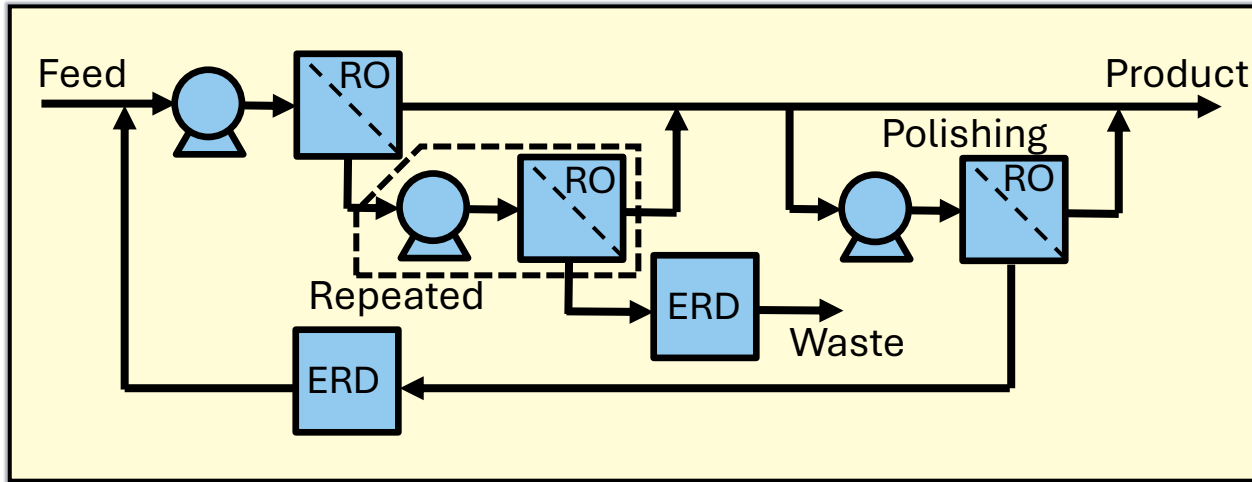 Feed
RO
Product
Polishing
RO
RO
Repeated
ERD
Waste
ERD